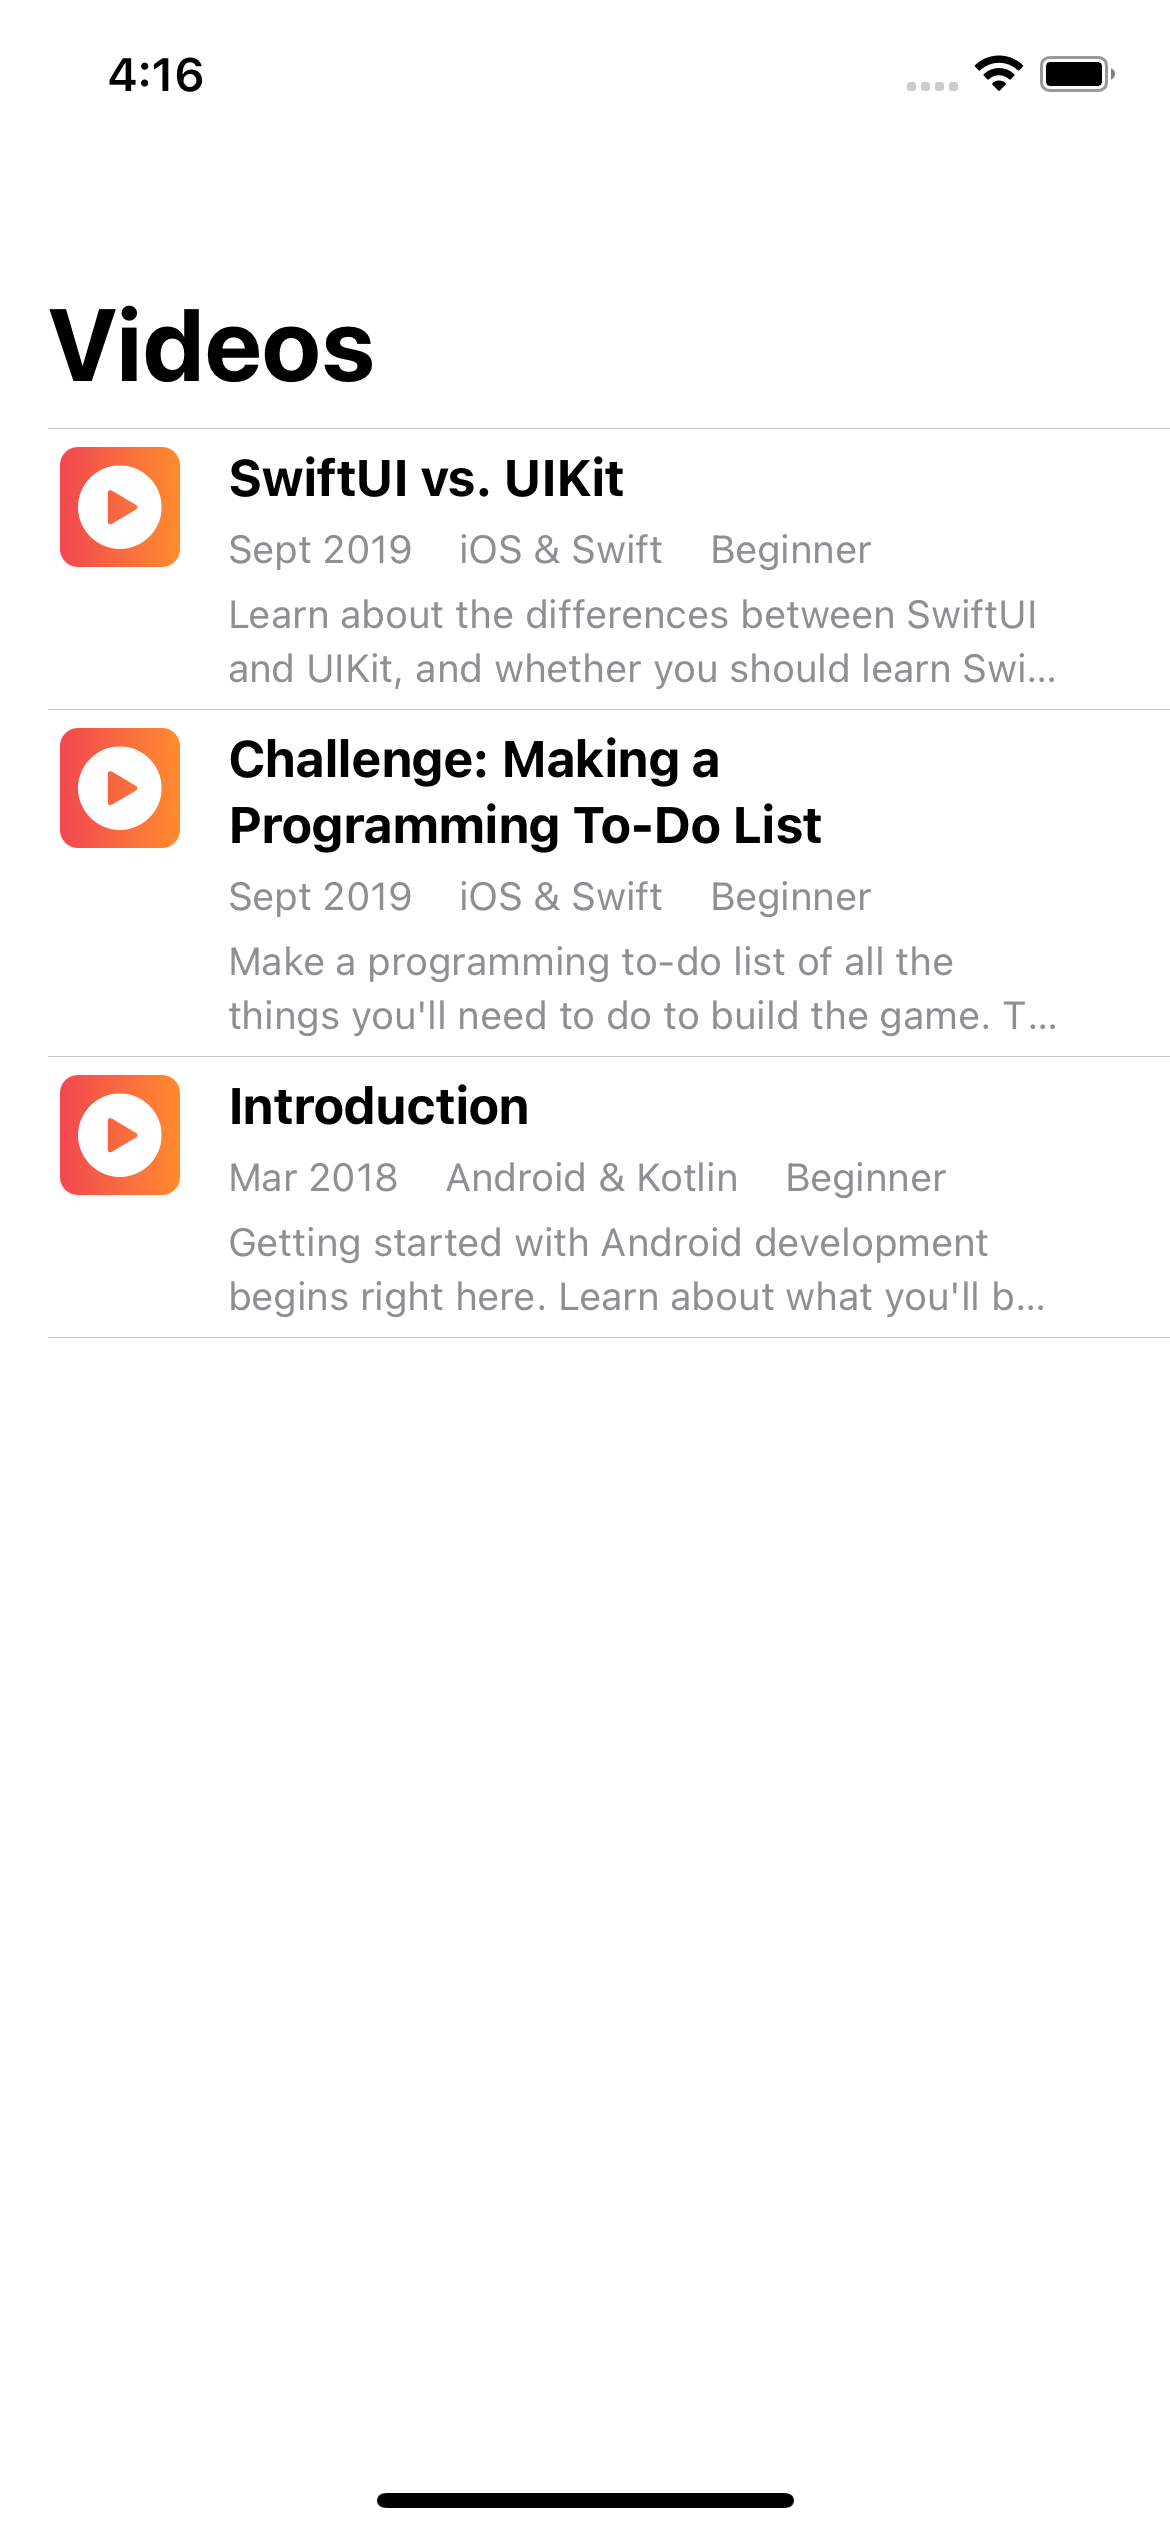 4:16
Videos
SwiftUI vs. UIKit
Sept 2019 iOS & Swift Beginner
Learn about the differences between SwiftUI
and UIKit, and whether you should learn Swi...
Challenge: Making a
Programming To-Do List
Sept 2019 iOS & Swift Beginner
Make a programming to-do list of all the
things you'll need to do to build the game. T...
Introduction
Mar 2018 Android & Kotlin Beginner
Getting started with Android development
begins right here. Learn about what you'll b...